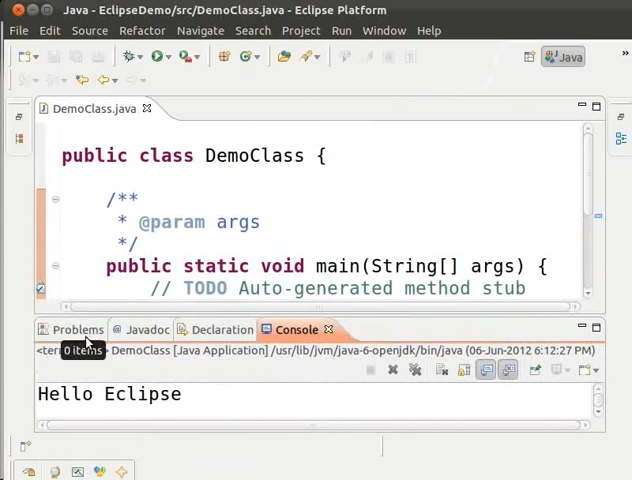 Java - EclipseDemo/src/DemoClass.java - Eclipse Platform
File Edit Source Refactor Navigate Search Project Run Window Help
Java
DemoClass.java
public class DemoClass {
/**
* @param args
*/
public static void main(String[] args) {
// TODO Auto-generated method stub
Problems @ Javadoc Declaration Console
0 items
<ter DemoClass [Java Application] /usr/lib/jvm/java-6-openjdk/bin/java (06-Jun-2012 6:12:27 PM)
Hello Eclipse